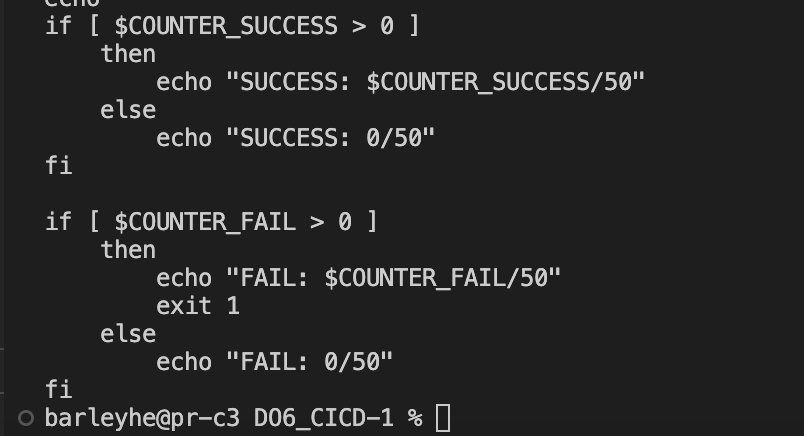 echo
if [ $COUNTER_SUCCESS > 0 ]
    then
        echo "SUCCESS: $COUNTER_SUCCESS/50"
    else
        echo "SUCCESS: 0/50"
fi

if [ $COUNTER_FAIL > 0 ]
    then
        echo "FAIL: $COUNTER_FAIL/50"
        exit 1
    else
        echo "FAIL: 0/50"
fi
barleyhe@pr-c3 DO6_CICD-1 %